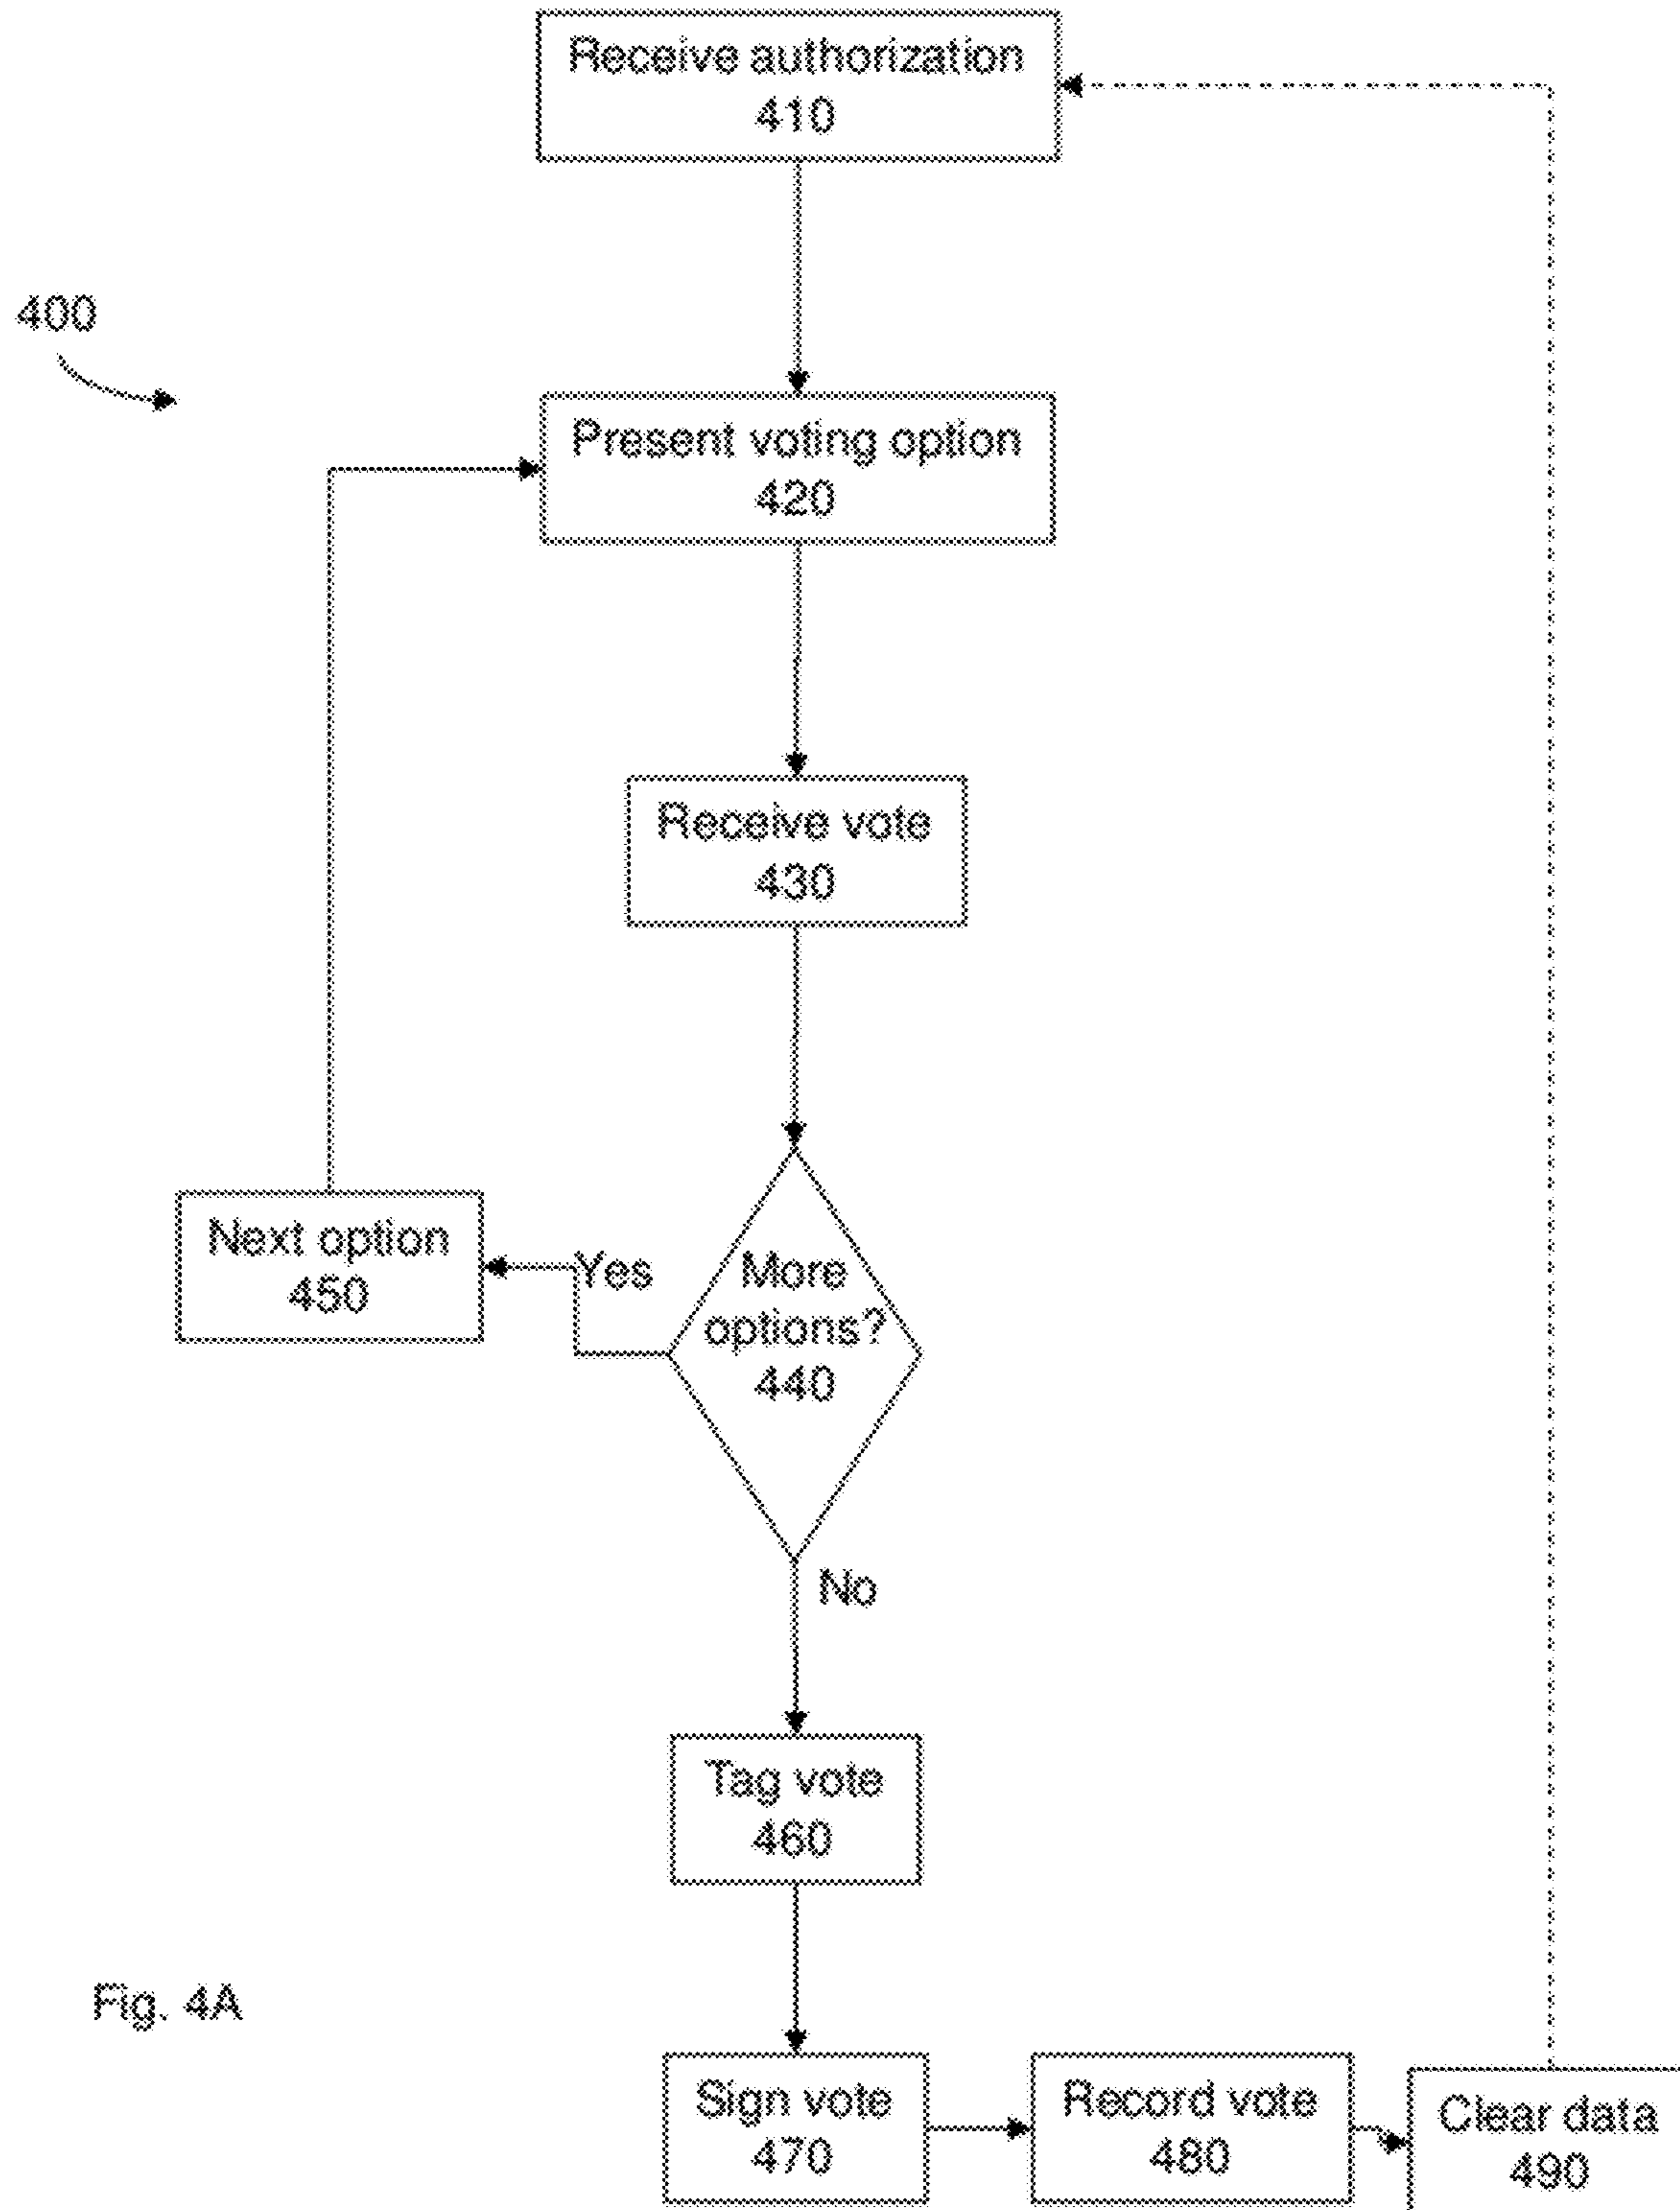 Receive authorization
410
400
Present voting option
420
Receive vote
430
Next option
450
Yes
More
options?
440
No
Tag vote
460
Fig. 4A
Sign vote
470
Record vote
480
Clear data
490